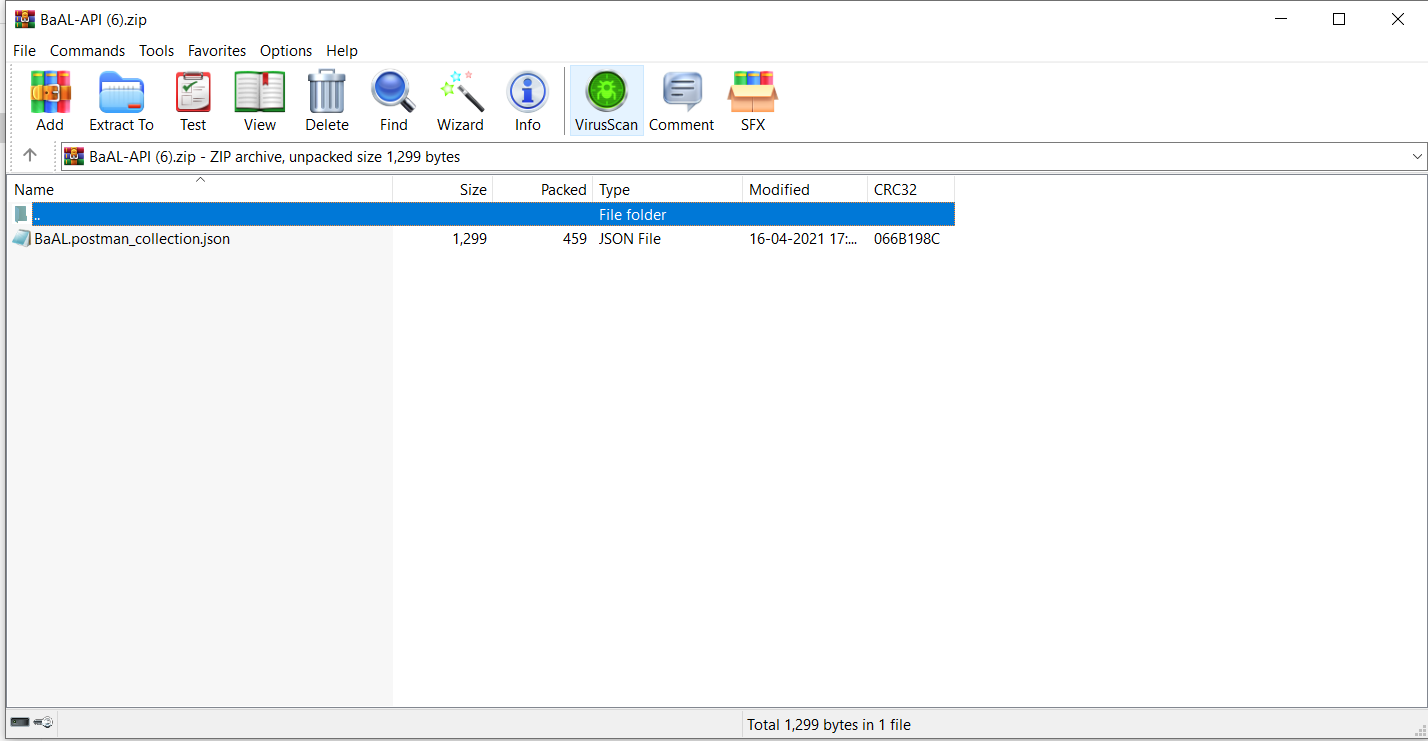 BaAL-API (6).zip
File Commands Tools Favorites Options Help
Add Extract To Test View Delete Find Wizard Info VirusScan Comment SFX
BaAL-API (6).zip - ZIP archive, unpacked size 1,299 bytes
Name Size Packed Type Modified CRC32
.. File folder
BaAL.postman_collection.json 1,299 459 JSON File 16-04-2021 17:... 066B198C
Total 1,299 bytes in 1 file